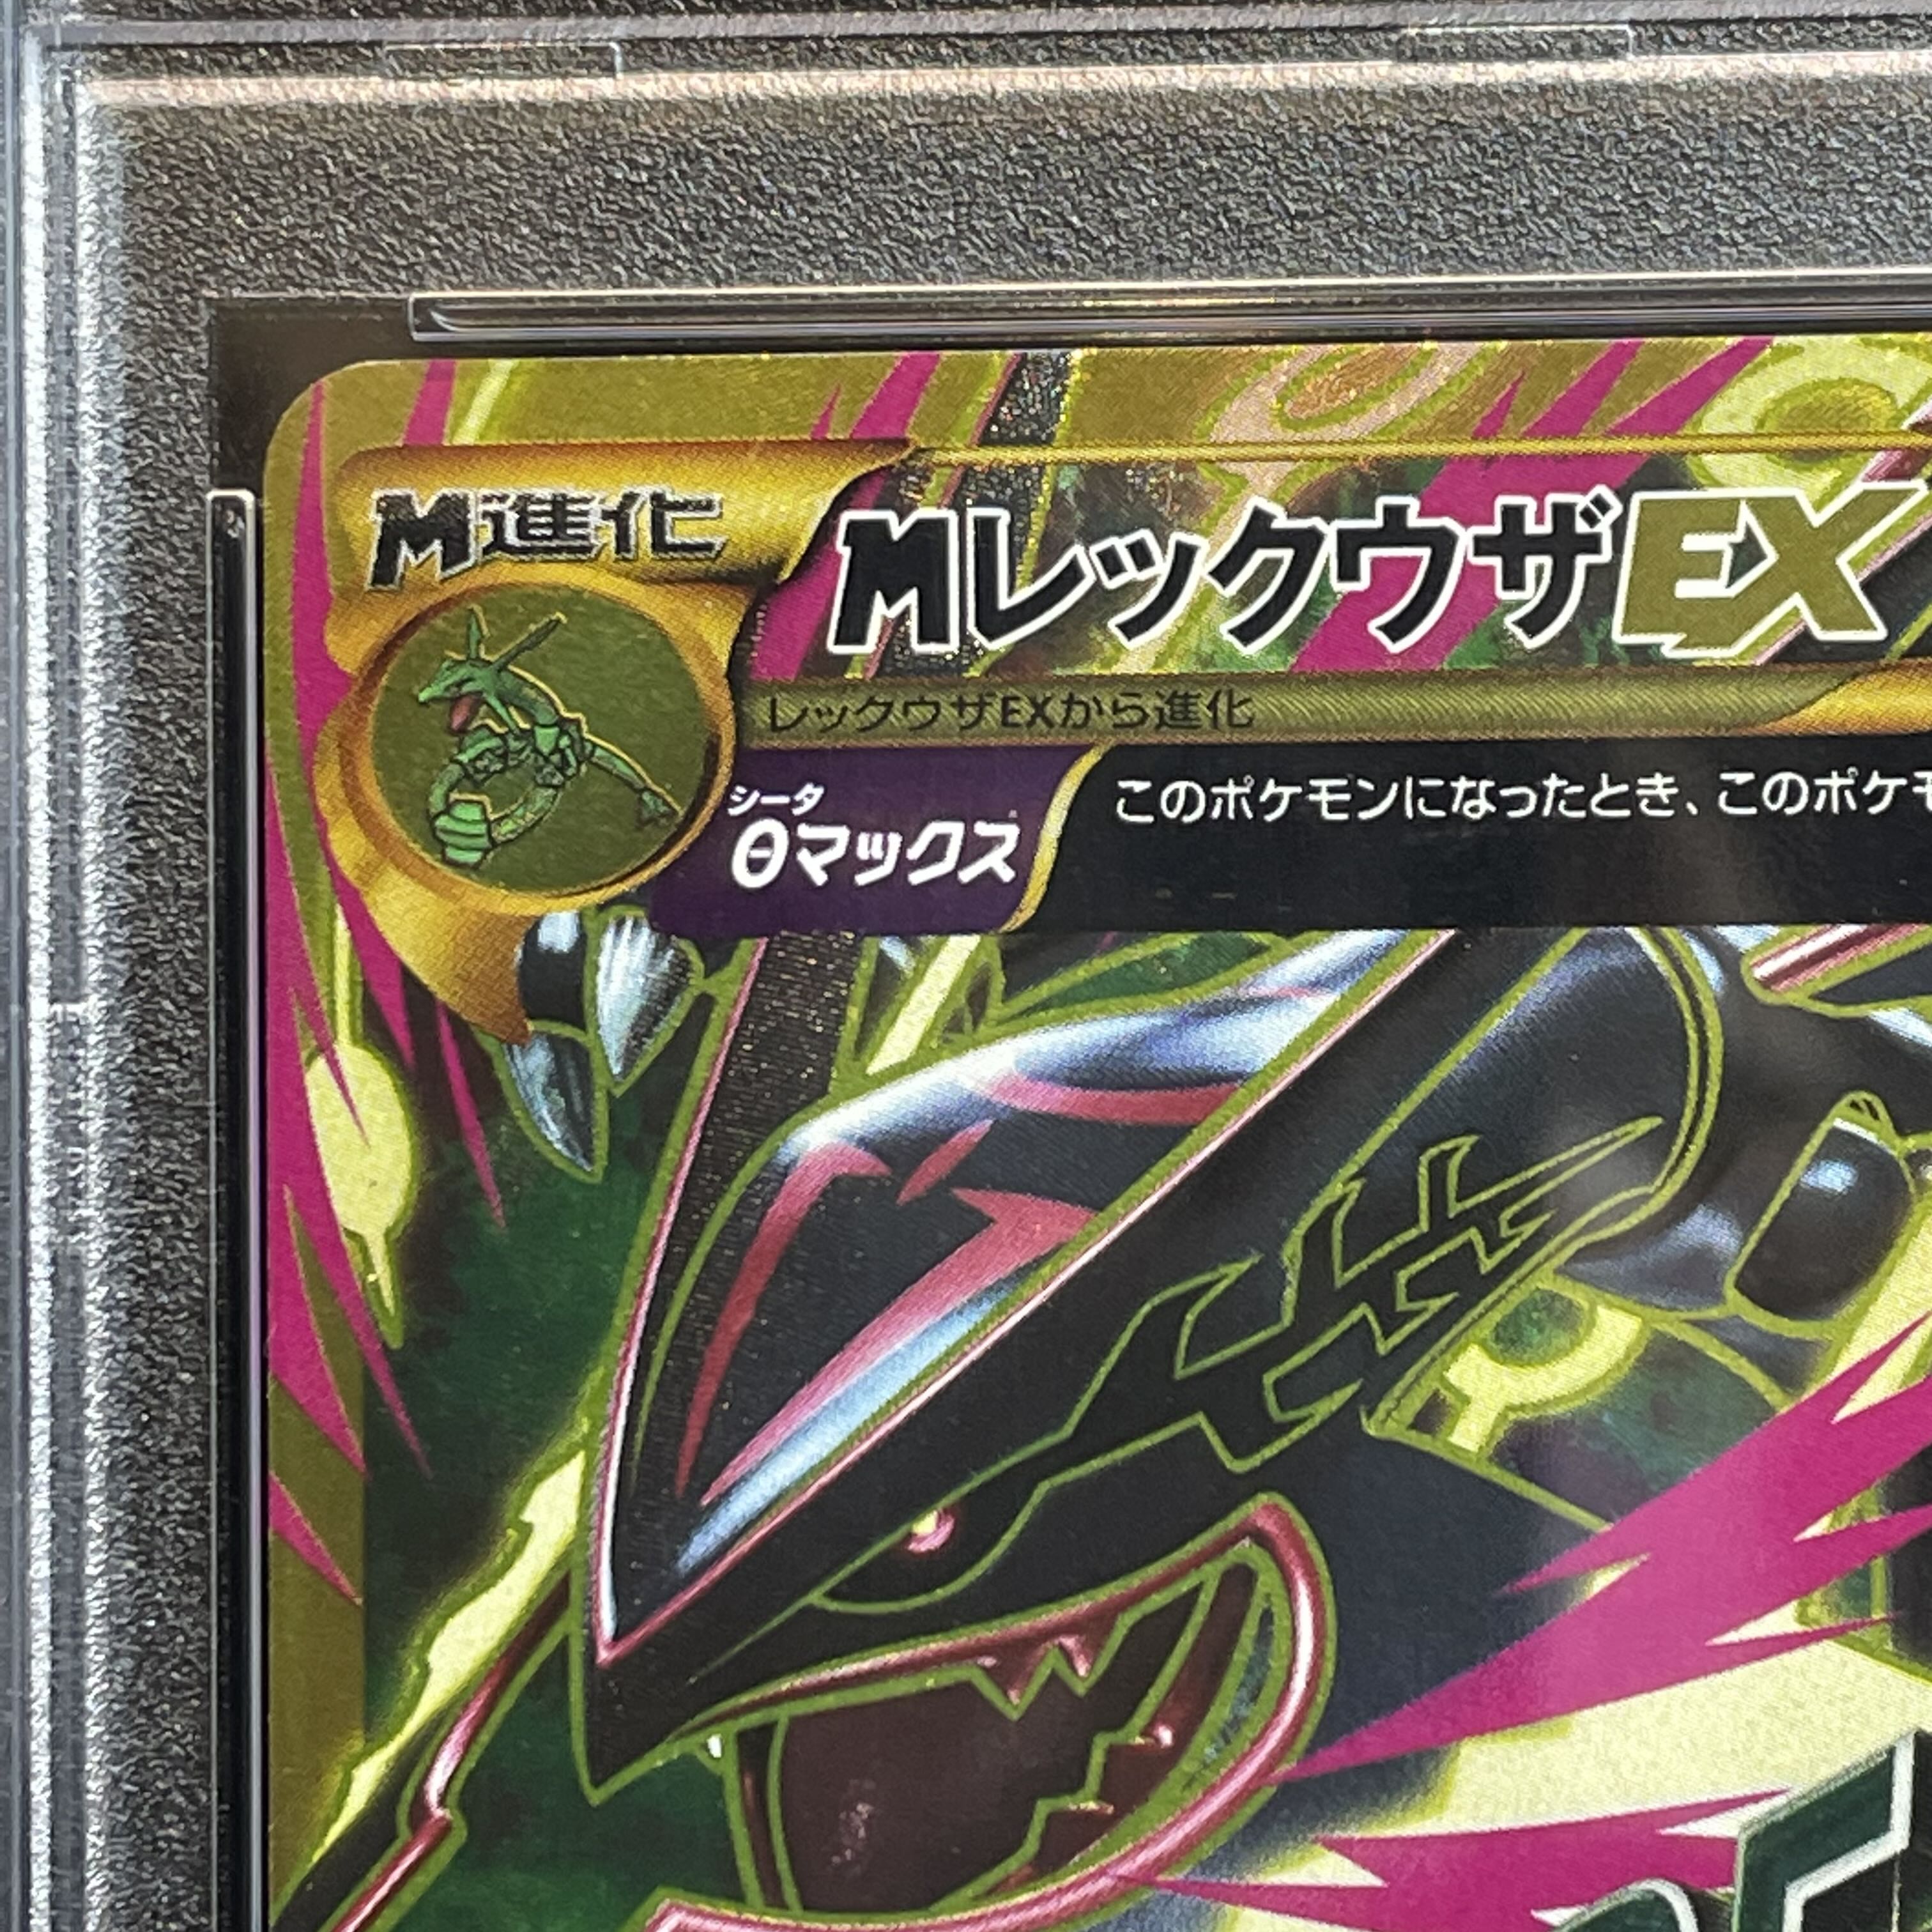 M進化
MレックウザEX
レックウザEXから進化
シータ
θマックス
このポケモンになったとき、このポケモ